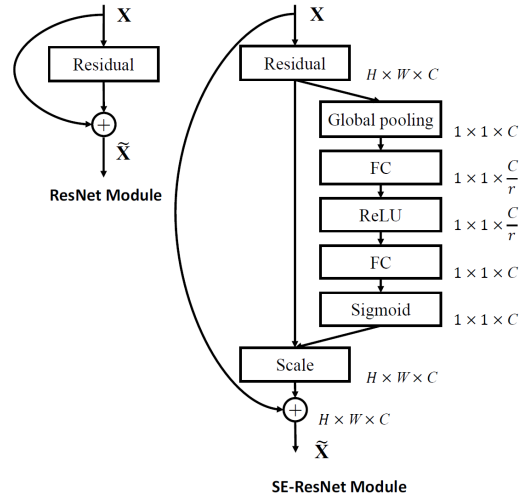 X
Residual
+
X̃
ResNet Module
X
Residual
H × W × C
Global pooling
1 × 1 × C
FC
1 × 1 × C/r
ReLU
1 × 1 × C/r
FC
1 × 1 × C
Sigmoid
1 × 1 × C
Scale
H × W × C
+
H × W × C
X̃
SE-ResNet Module